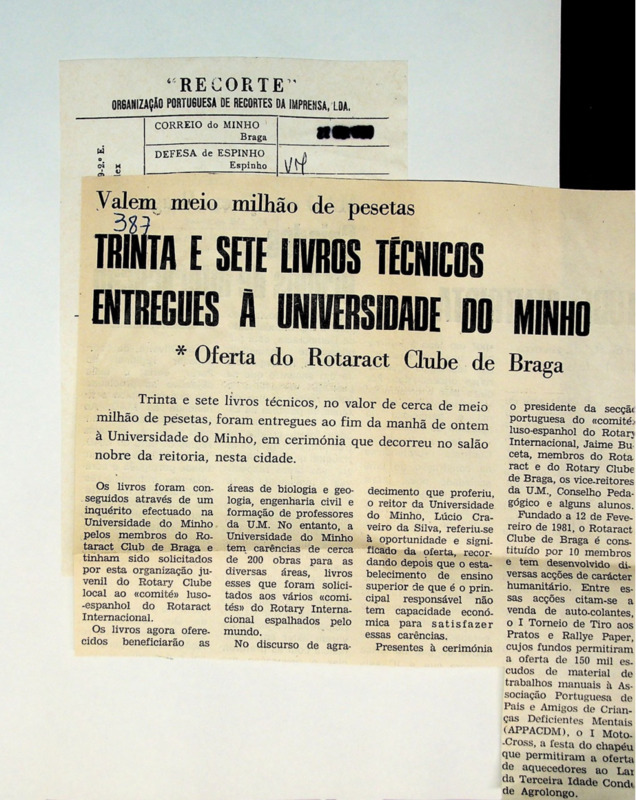 "RECORTE"
ORGANIZAÇÃO PORTUGUESA DE RECORTES DA IMPRENSA, LDA.
CORREIO do MINHO
Braga
DEFESA de ESPINHO
Espinho
Valem meio milhão de pesetas
387
TRINTA E SETE LIVROS TÉCNICOS
ENTREGUES À UNIVERSIDADE DO MINHO
* Oferta do Rotaract Clube de Braga
Trinta e sete livros técnicos, no valor de cerca de meio
milhão de pesetas, foram entregues ao fim da manhã de ontem
à Universidade do Minho, em cerimónia que decorreu no salão
nobre da reitoria, nesta cidade.
Os livros foram con-
seguidos através de um
inquérito efectuado na
Universidade do Minho
pelos membros do Ro-
taract Club de Braga e
tinham sido solicitados
por esta organização ju-
venil do Rotary Clube
local ao «comité» luso-
-espanhol do Rotaract
Internacional.
Os livros agora ofere-
cidos beneficiarão as
áreas de biologia e geo-
logia, engenharia civil e
formação de professores
da U.M. No entanto, a
Universidade do Minho
tem carências de cerca
de 200 obras para as
diversas áreas, livros
esses que foram solici-
tados aos vários «comi-
tés» do Rotary Interna-
cional espalhados pelo
mundo.
No discurso de agra-
decimento que proferiu,
o reitor da Universidade
do Minho, Lúcio Cra-
veiro da Silva, referiu-se
à oportunidade e signi-
ficado da oferta, recor-
dando depois que o esta-
belecimento de ensino
superior de que é o prin-
cipal responsável não
tem capacidade econó-
mica para satisfazer
essas carências.
Presentes à cerimónia
o presidente da secção
portuguesa do «comité»
luso-espanhol do Rotary
Internacional, Jaime Bu-
ceta, membros do Rota-
ract e do Rotary Clube
de Braga, os vice-reitores
da U.M., Conselho Peda-
gógico e alguns alunos.
Fundado a 12 de Feve-
reiro de 1981, o Rotaract
Clube de Braga é cons-
tituído por 10 membros
e tem desenvolvido di-
versas acções de carácter
humanitário. Entre es-
sas acções citam-se a
venda de auto-colantes,
o I Torneio de Tiro aos
Pratos e Rallye Paper,
cujos fundos permitiram
a oferta de 150 mil es-
cudos de material de
trabalhos manuais à As-
sociação Portuguesa de
Pais e Amigos de Crian-
ças Deficientes Mentais
(APPACDM), o I Moto-
-Cross, a festa do chapéu
que permitiram a oferta
de aquecedores ao Lar
da Terceira Idade Conde
de Agrolongo.